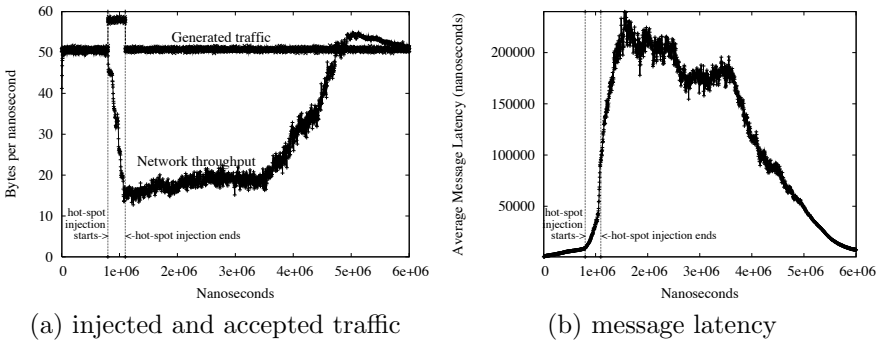 60
50
40
30
20
10
0
Bytes per nanosecond
Generated traffic
Network throughput
hot-spot
injection
starts->
<-hot-spot injection ends
0
1e+06
2e+06
3e+06
4e+06
5e+06
6e+06
Nanoseconds
(a) injected and accepted traffic
200000
150000
100000
50000
Average Message Latency (nanoseconds)
hot-spot
injection
starts->
<-hot-spot injection ends
0
1e+06
2e+06
3e+06
4e+06
5e+06
6e+06
Nanoseconds
(b) message latency